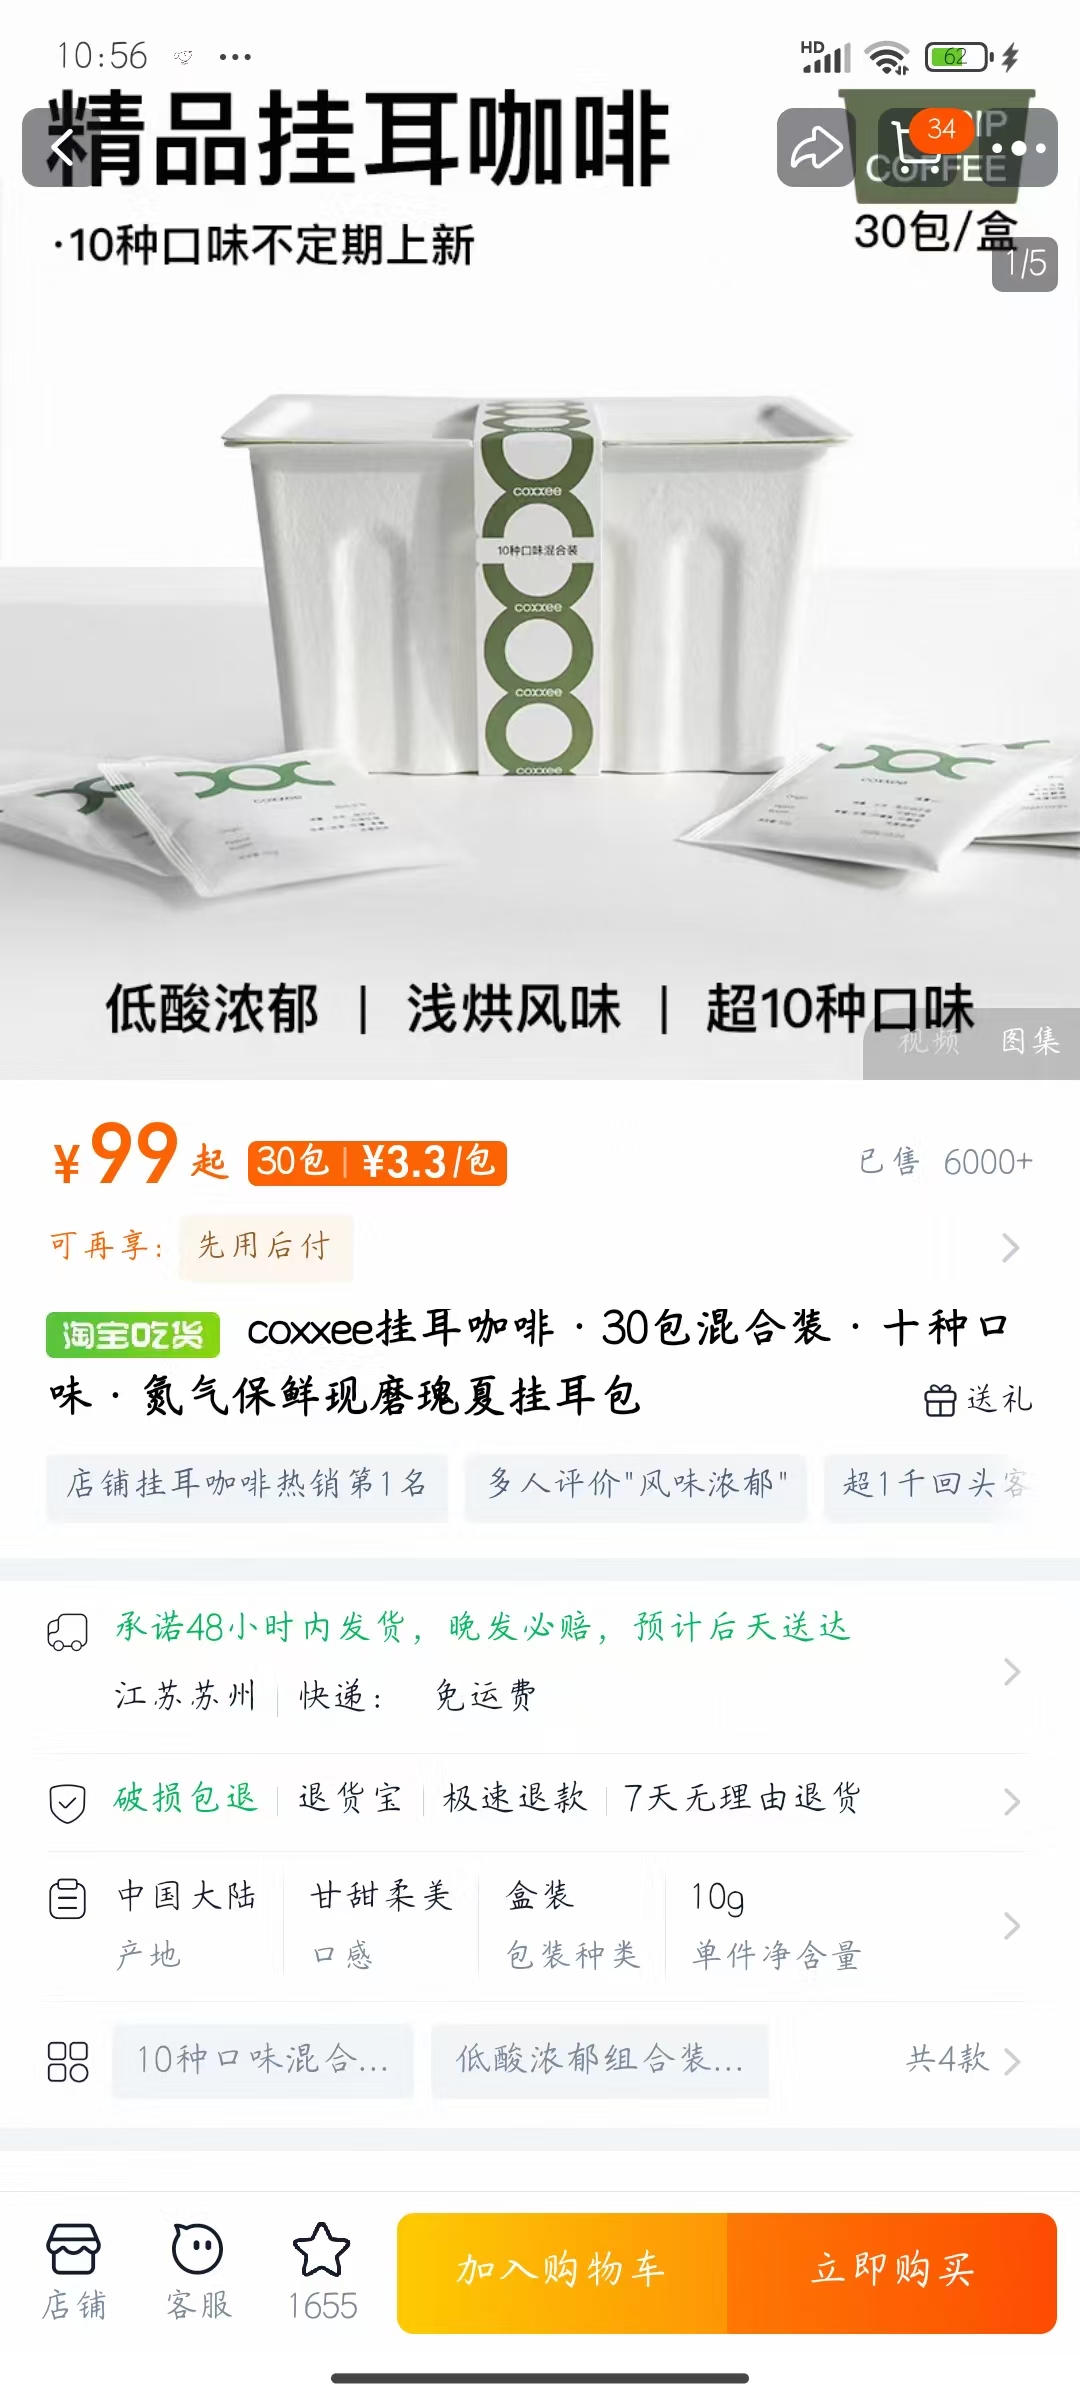 10:56
HD
62
精品挂耳咖啡
34
COFFEE
·10种口味不定期上新
30包/盒
1/5
coxxee
10种口味混合装
coxxee
coxxee
coxxee
coxxee
coxxee
低酸浓郁 | 浅烘风味 | 超10种口味
视频 图集
¥99起 30包 | ¥3.3/包 已售 6000+
可再享: 先用后付
淘宝吃货 coxxee挂耳咖啡 · 30包混合装 · 十种口
味 · 氮气保鲜现磨瑰夏挂耳包 送礼
店铺挂耳咖啡热销第1名 多人评价"风味浓郁" 超1千回头客
承诺48小时内发货，晚发必赔，预计后天送达
江苏苏州 快递： 免运费
破损包退 退货宝 极速退款 7天无理由退货
中国大陆 甘甜柔美 盒装 10g
产地 口感 包装种类 单件净含量
10种口味混合... 低酸浓郁组合装... 共4款
店铺 客服 1655 加入购物车 立即购买